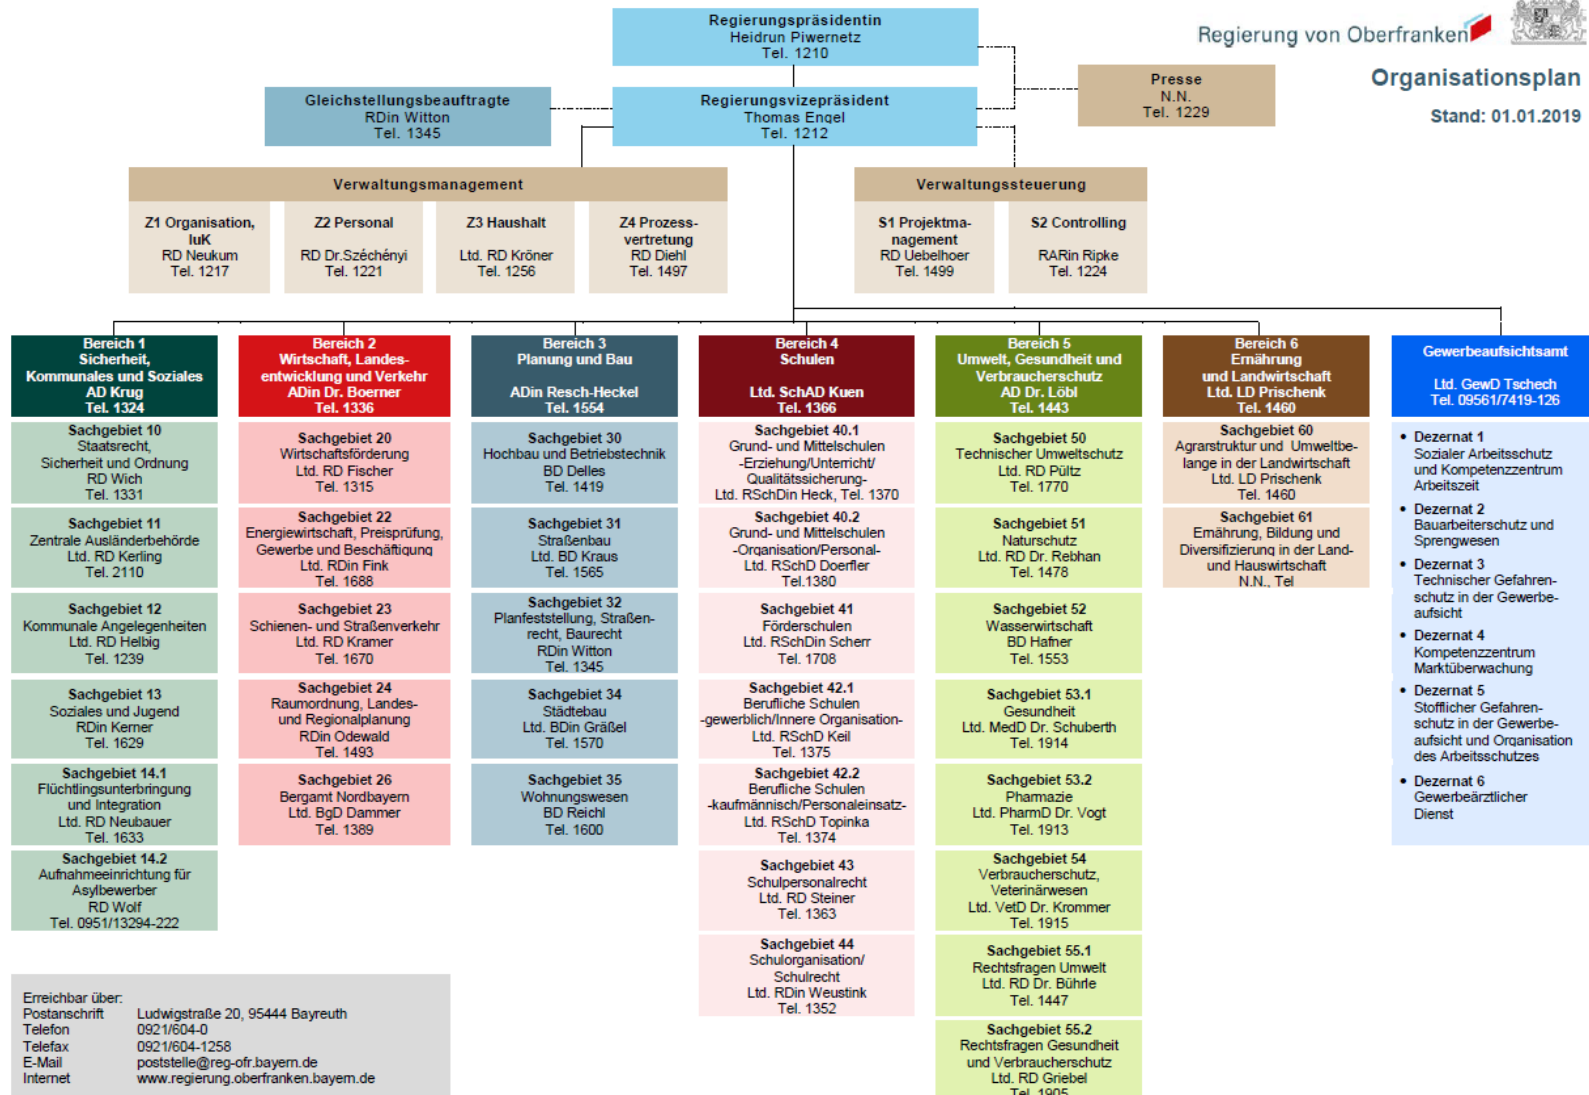 Regierungspräsidentin
Heidrun Piwernetz
Tel. 1210
Regierung von Oberfranken
Organisationsplan
Stand: 01.01.2019
Presse
N.N.
Tel. 1229
Gleichstellungsbeauftragte
RDin Witton
Tel. 1345
Regierungsvizepräsident
Thomas Engel
Tel. 1212
Verwaltungsmanagement
Z1 Organisation,
IuK
RD Neukum
Tel. 1217
Z2 Personal
RD Dr.Széchényi
Tel. 1221
Z3 Haushalt
Ltd. RD Kröner
Tel. 1256
Z4 Prozess-
vertretung
RD Diehl
Tel. 1497
Verwaltungssteuerung
S1 Projektma-
nagement
RD Uebelhoer
Tel. 1499
S2 Controlling
RARin Ripke
Tel. 1224
Bereich 1
Sicherheit,
Kommunales und Soziales
AD Krug
Tel. 1324
Sachgebiet 10
Staatsrecht,
Sicherheit und Ordnung
RD Wich
Tel. 1331
Sachgebiet 11
Zentrale Ausländerbehörde
Ltd. RD Kerling
Tel. 2110
Sachgebiet 12
Kommunale Angelegenheiten
Ltd. RD Helbig
Tel. 1239
Sachgebiet 13
Soziales und Jugend
RDin Kerner
Tel. 1629
Sachgebiet 14.1
Flüchtlingsunterbringung
und Integration
Ltd. RD Neubauer
Tel. 1633
Sachgebiet 14.2
Aufnahmeeinrichtung für
Asylbewerber
RD Wolf
Tel. 0951/13294-222
Bereich 2
Wirtschaft, Landes-
entwicklung und Verkehr
ADin Dr. Boerner
Tel. 1336
Sachgebiet 20
Wirtschaftsförderung
Ltd. RD Fischer
Tel. 1315
Sachgebiet 22
Energiewirtschaft, Preisprüfung,
Gewerbe und Beschäftigung
Ltd. RDin Fink
Tel. 1688
Sachgebiet 23
Schienen- und Straßenverkehr
Ltd. RD Kramer
Tel. 1670
Sachgebiet 24
Raumordnung, Landes-
und Regionalplanung
RDin Odewald
Tel. 1493
Sachgebiet 26
Bergamt Nordbayern
Ltd. BgD Dammer
Tel. 1389
Bereich 3
Planung und Bau
ADin Resch-Heckel
Tel. 1554
Sachgebiet 30
Hochbau und Betriebstechnik
BD Delles
Tel. 1419
Sachgebiet 31
Straßenbau
Ltd. BD Kraus
Tel. 1565
Sachgebiet 32
Planfeststellung, Straßen-
recht, Baurecht
RDin Witton
Tel. 1345
Sachgebiet 34
Städtebau
Ltd. BDin Gräßel
Tel. 1570
Sachgebiet 35
Wohnungswesen
BD Reichl
Tel. 1600
Bereich 4
Schulen
Ltd. SchAD Kuen
Tel. 1366
Sachgebiet 40.1
Grund- und Mittelschulen
-Erziehung/Unterricht/
Qualitätssicherung-
Ltd. RSchDin Heck, Tel. 1370
Sachgebiet 40.2
Grund- und Mittelschulen
-Organisation/Personal-
Ltd. RSchD Doerfler
Tel.1380
Sachgebiet 41
Förderschulen
Ltd. RSchDin Scherr
Tel. 1708
Sachgebiet 42.1
Berufliche Schulen
-gewerblich/Innere Organisation-
Ltd. RSchD Keil
Tel. 1375
Sachgebiet 42.2
Berufliche Schulen
-kaufmännisch/Personaleinsatz-
Ltd. RSchD Topinka
Tel. 1374
Sachgebiet 43
Schulpersonalrecht
Ltd. RD Steiner
Tel. 1363
Sachgebiet 44
Schulorganisation/
Schulrecht
Ltd. RDin Weustink
Tel. 1352
Bereich 5
Umwelt, Gesundheit und
Verbraucherschutz
AD Dr. Löbl
Tel. 1443
Sachgebiet 50
Technischer Umweltschutz
Ltd. RD Pültz
Tel. 1770
Sachgebiet 51
Naturschutz
Ltd. RD Dr. Rebhan
Tel. 1478
Sachgebiet 52
Wasserwirtschaft
BD Hafner
Tel. 1553
Sachgebiet 53.1
Gesundheit
Ltd. MedD Dr. Schuberth
Tel. 1914
Sachgebiet 53.2
Pharmazie
Ltd. PharmD Dr. Vogt
Tel. 1913
Sachgebiet 54
Verbraucherschutz,
Veterinärwesen
Ltd. VetD Dr. Krommer
Tel. 1915
Sachgebiet 55.1
Rechtsfragen Umwelt
Ltd. RD Dr. Bührle
Tel. 1447
Sachgebiet 55.2
Rechtsfragen Gesundheit
und Verbraucherschutz
Ltd. RD Griebel
Tel. 1905
Bereich 6
Ernährung
und Landwirtschaft
Ltd. LD Prischenk
Tel. 1460
Sachgebiet 60
Agrarstruktur und Umweltbe-
lange in der Landwirtschaft
Ltd. LD Prischenk
Tel. 1460
Sachgebiet 61
Ernährung, Bildung und
Diversifizierung in der Land-
und Hauswirtschaft
N.N., Tel
Gewerbeaufsichtsamt
Ltd. GewD Tschech
Tel. 09561/7419-126
• Dezernat 1
Sozialer Arbeitsschutz
und Kompetenzzentrum
Arbeitszeit
• Dezernat 2
Bauarbeiterschutz und
Sprengwesen
• Dezernat 3
Technischer Gefahren-
schutz in der Gewerbe-
aufsicht
• Dezernat 4
Kompetenzzentrum
Marktüberwachung
• Dezernat 5
Stofflicher Gefahren-
schutz in der Gewerbe-
aufsicht und Organisation
des Arbeitsschutzes
• Dezernat 6
Gewerbeärztlicher
Dienst
Erreichbar über:
Postanschrift Ludwigstraße 20, 95444 Bayreuth
Telefon 0921/604-0
Telefax 0921/604-1258
E-Mail poststelle@reg-ofr.bayern.de
Internet www.regierung.oberfranken.bayern.de